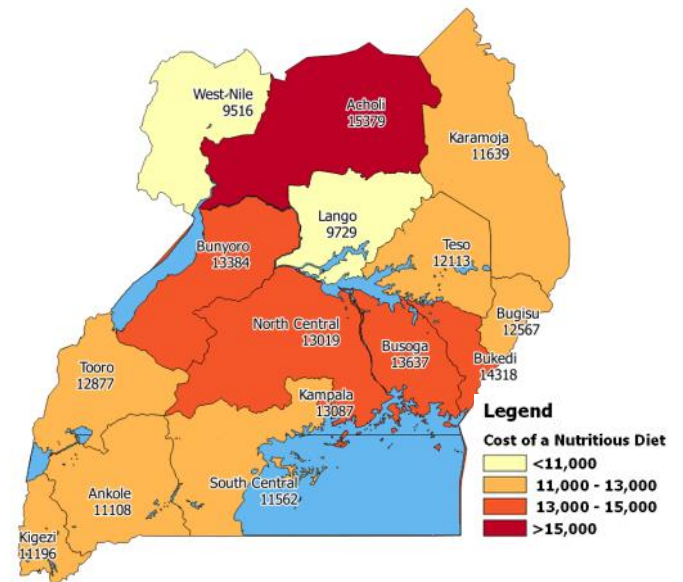 West-Nile
9516
Acholi
15379
Karamoja
11639
Lango
9729
Teso
12113
Bunyoro
13384
Bugisu
12567
North Central
13019
Busoga
13637
Bukedi
14318
Tooro
12877
Kampala
13087
South Central
11562
Ankole
11108
Kigezi
11196
Legend
Cost of a Nutritious Diet
<11,000
11,000 - 13,000
13,000 - 15,000
>15,000